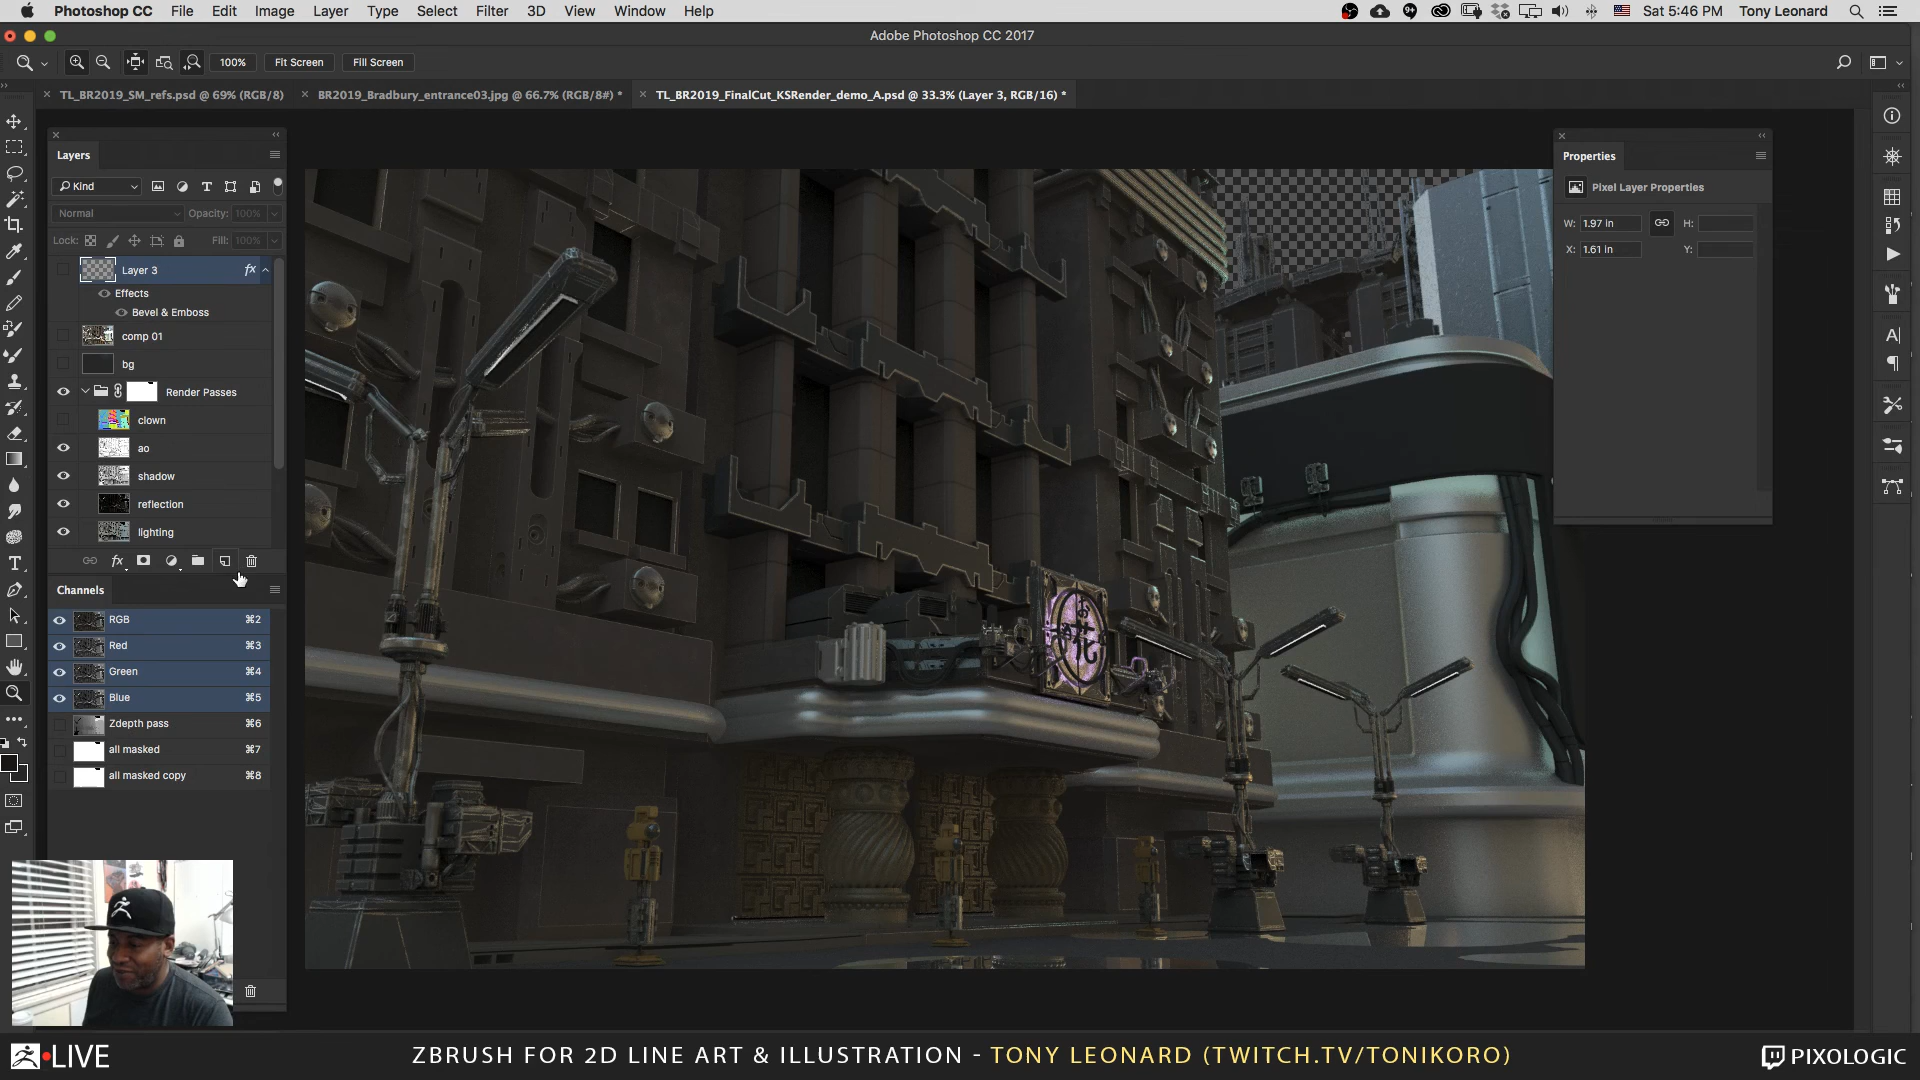 Photoshop CC File Edit Image Layer Type Select Filter 3D View Window Help Sat 5:46 PM Tony Leonard
Adobe Photoshop CC 2017
100% Fit Screen Fill Screen
TL_BR2019_SM_refs.psd @ 69% (RGB/8) BR2019_Bradbury_entrance03.jpg @ 66.7% (RGB/8#) * TL_BR2019_FinalCut_KSRender_demo_A.psd @ 33.3% (Layer 3, RGB/16) *
Layers
Kind
Normal Opacity: 100%
Lock: Fill: 100%
Layer 3 fx
Effects
Bevel & Emboss
comp 01
bg
Render Passes
clown
ao
shadow
reflection
lighting
fx
Channels
RGB ⌘2
Red ⌘3
Green ⌘4
Blue ⌘5
Zdepth pass ⌘6
all masked ⌘7
all masked copy ⌘8
Properties
Pixel Layer Properties
W: 1.97 in H:
X: 1.61 in Y:
LIVE ZBRUSH FOR 2D LINE ART & ILLUSTRATION - TONY LEONARD (TWITCH.TV/TONIKORO) PIXOLOGIC